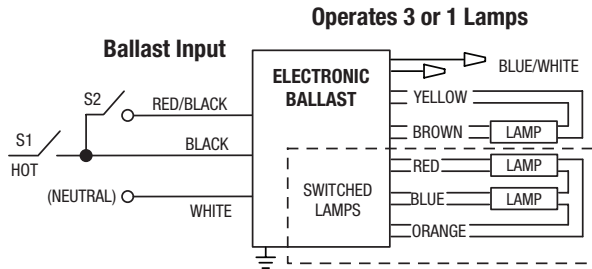 Operates 3 or 1 Lamps
Ballast Input
ELECTRONIC
BALLAST
BLUE/WHITE
S2
RED/BLACK
YELLOW
BROWN
LAMP
S1
HOT
BLACK
RED
LAMP
SWITCHED
LAMPS
BLUE
LAMP
(NEUTRAL)
WHITE
ORANGE